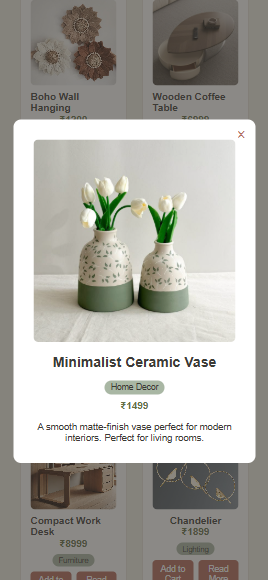 Boho Wall
Hanging
Wooden Coffee
Table
×
Minimalist Ceramic Vase
Home Decor
₹1499
A smooth matte-finish vase perfect for modern
interiors. Perfect for living rooms.
Compact Work
Desk
₹8999
Furniture
Add to
Read
Chandelier
₹1899
Lighting
Add to
Cart
Read
More